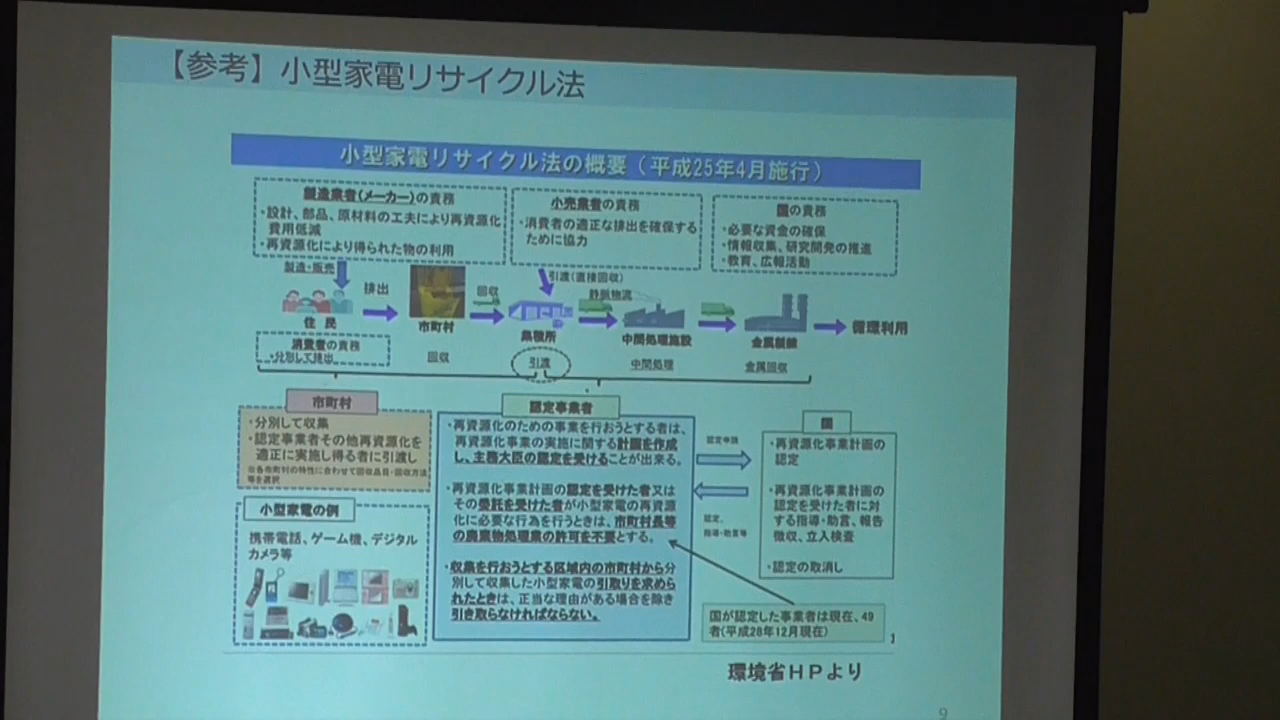 【参考】小型家電リサイクル法
小型家電リサイクル法の概要（平成25年4月施行）
製造業者(メーカー)の責務
・設計、部品、原材料の工夫により再資源化
費用低減
・再資源化により得られた物の利用
小売業者の責務
・消費者の適正な排出を確保する
ために協力
国の責務
・必要な資金の確保
・情報収集、研究開発の推進
・教育、広報活動
製造・販売
排出
回収
引渡(直接回収)
静脈物流
住民
市町村
集積所
中間処理施設
金属製錬
循環利用
消費者の責務
・分別して排出
回収
引渡
中間処理
金属回収
市町村
・分別して収集
・認定事業者その他再資源化を
適正に実施し得る者に引渡し
※各市町村の特性に合わせて回収品目・回収方法
等を選択
小型家電の例
携帯電話、ゲーム機、デジタル
カメラ等
認定事業者
・再資源化のための事業を行おうとする者は、
再資源化事業の実施に関する計画を作成
し、主務大臣の認定を受けることが出来る。
・再資源化事業計画の認定を受けた者又は
その委託を受けた者が小型家電の再資源
化に必要な行為を行うときは、市町村長等
の廃棄物処理業の許可を不要とする。
・収集を行おうとする区域内の市町村から分
別して収集した小型家電の引取りを求めら
れたときは、正当な理由がある場合を除き
引き取らなければならない。
認定申請
認定、
指導・助言等
国
・再資源化事業計画の
認定
・再資源化事業計画の
認定を受けた者に対
する指導・助言、報告
徴収、立入検査
・認定の取消し
国が認定した事業者は現在、49
者(平成28年12月現在)
環境省ＨＰより
9